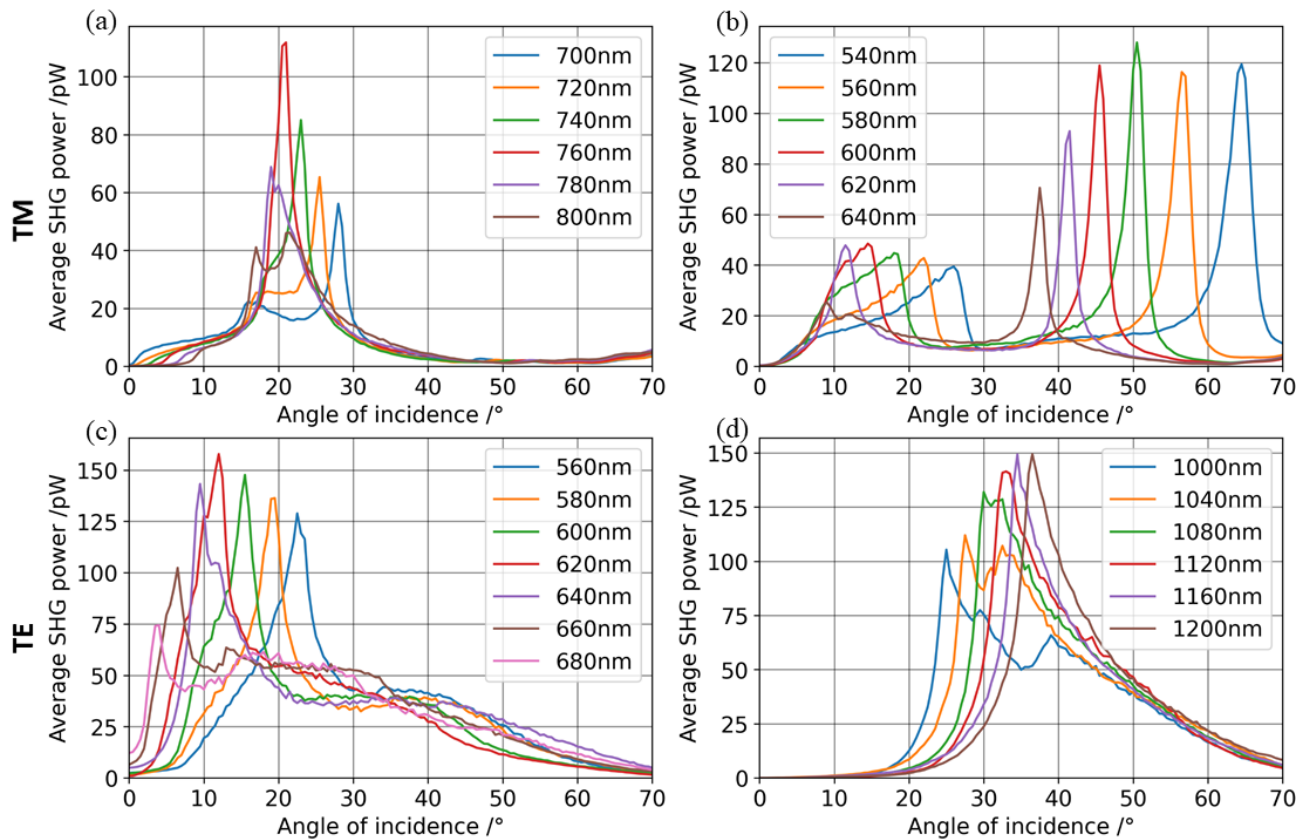 (a)
TM
Average SHG power /pW
100
80
60
40
20
0
0 10 20 30 40 50 60 70
Angle of incidence /°
700nm
720nm
740nm
760nm
780nm
800nm
(b)
Average SHG power /pW
120
100
80
60
40
20
0
0 10 20 30 40 50 60 70
Angle of incidence /°
540nm
560nm
580nm
600nm
620nm
640nm
(c)
TE
Average SHG power /pW
150
125
100
75
50
25
0
0 10 20 30 40 50 60 70
Angle of incidence /°
560nm
580nm
600nm
620nm
640nm
660nm
680nm
(d)
Average SHG power /pW
150
125
100
75
50
25
0
0 10 20 30 40 50 60 70
Angle of incidence /°
1000nm
1040nm
1080nm
1120nm
1160nm
1200nm